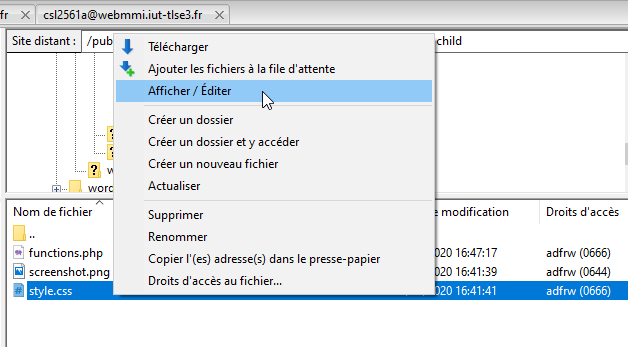 fr csl2561a@webmmi.iut-tlse3.fr
Site distant : /pub child
Télécharger
Ajouter les fichiers à la file d'attente
Afficher / Éditer
Créer un dossier
Créer un dossier et y accéder
Créer un nouveau fichier
Actualiser
Supprimer
Renommer
Copier l'(es) adresse(s) dans le presse-papier
Droits d'accès au fichier...
? 
? 
? w
word
Nom de fichier modification Droits d'accès
..
functions.php 020 16:47:17 adfrw (0666)
screenshot.png 020 16:41:39 adfrw (0644)
# style.css 020 16:41:41 adfrw (0666)